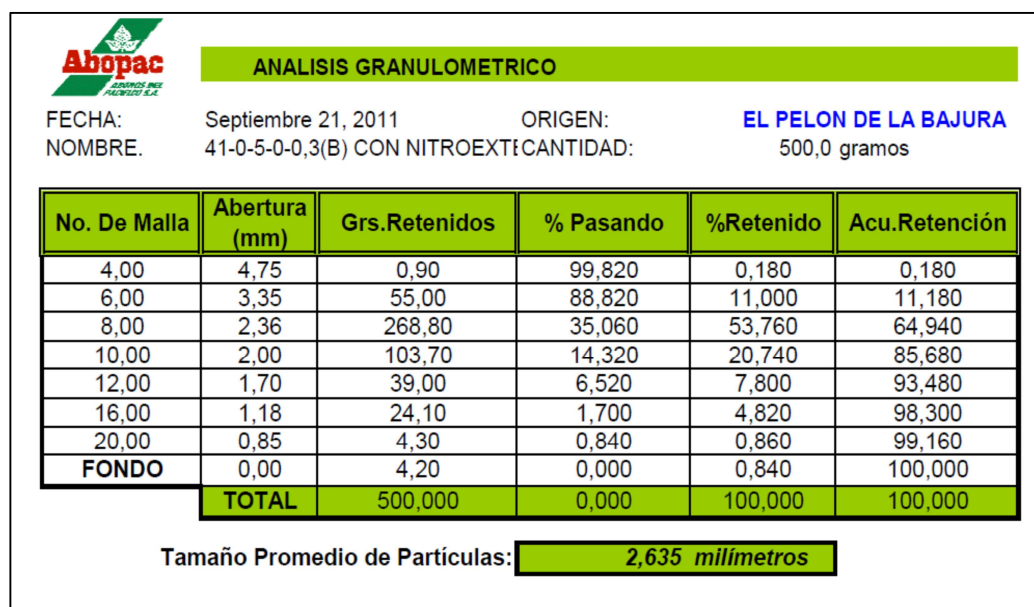 Abopac
ABONOS DEL
PACIFICO S.A.
ANALISIS GRANULOMETRICO
FECHA: Septiembre 21, 2011 ORIGEN: EL PELON DE LA BAJURA
NOMBRE. 41-0-5-0-0,3(B) CON NITROEXTE CANTIDAD: 500,0 gramos
No. De Malla Abertura (mm) Grs.Retenidos % Pasando %Retenido Acu.Retención
4,00 4,75 0,90 99,820 0,180 0,180
6,00 3,35 55,00 88,820 11,000 11,180
8,00 2,36 268,80 35,060 53,760 64,940
10,00 2,00 103,70 14,320 20,740 85,680
12,00 1,70 39,00 6,520 7,800 93,480
16,00 1,18 24,10 1,700 4,820 98,300
20,00 0,85 4,30 0,840 0,860 99,160
FONDO 0,00 4,20 0,000 0,840 100,000
TOTAL 500,000 0,000 100,000 100,000
Tamaño Promedio de Partículas: 2,635 milímetros